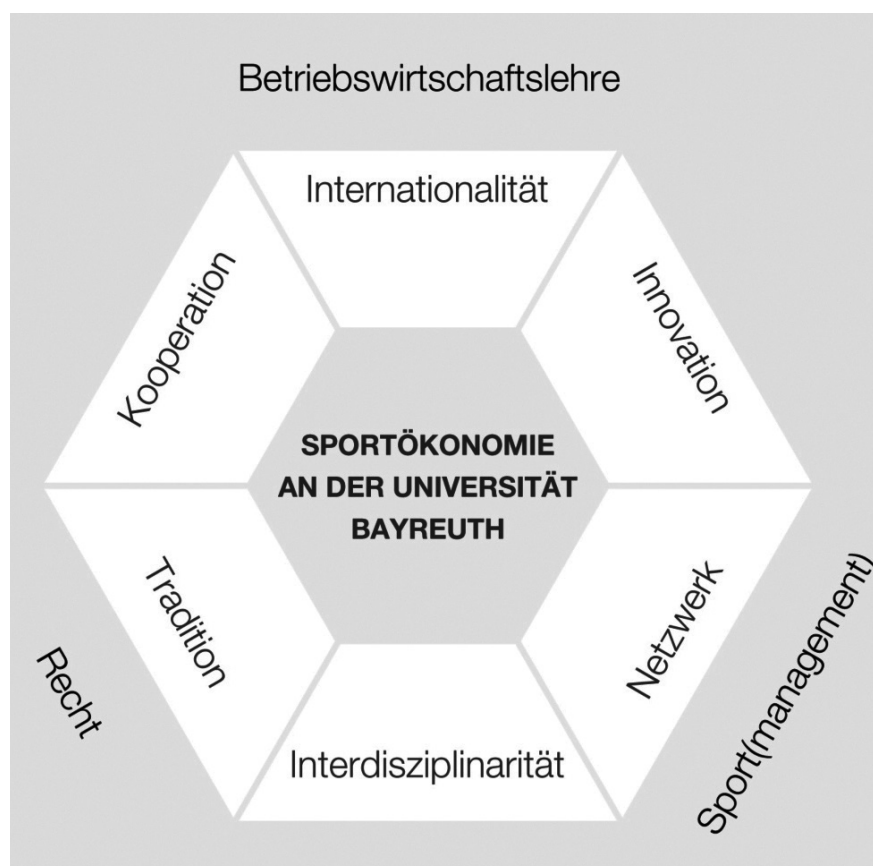 Betriebswirtschaftslehre
Internationalität
Kooperation
Innovation
SPORTÖKONOMIE
AN DER UNIVERSITÄT
BAYREUTH
Tradition
Netzwerk
Recht
Interdisziplinarität
Sport(management)